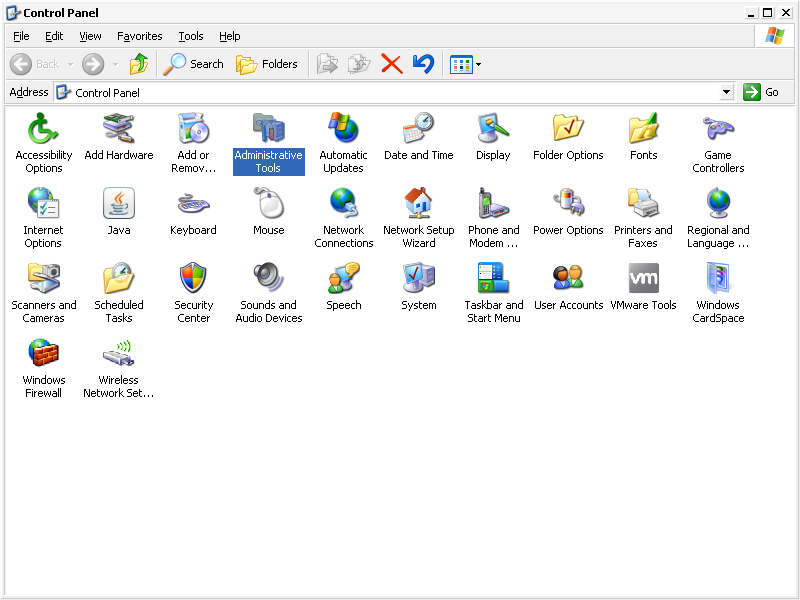 Control Panel
File Edit View Favorites Tools Help
Back Search Folders
Address Control Panel Go
Accessibility Options
Add Hardware
Add or Remov...
Administrative Tools
Automatic Updates
Date and Time
Display
Folder Options
Fonts
Game Controllers
Internet Options
Java
Keyboard
Mouse
Network Connections
Network Setup Wizard
Phone and Modem ...
Power Options
Printers and Faxes
Regional and Language ...
Scanners and Cameras
Scheduled Tasks
Security Center
Sounds and Audio Devices
Speech
System
Taskbar and Start Menu
User Accounts
vm
VMware Tools
Windows CardSpace
Windows Firewall
Wireless Network Set...